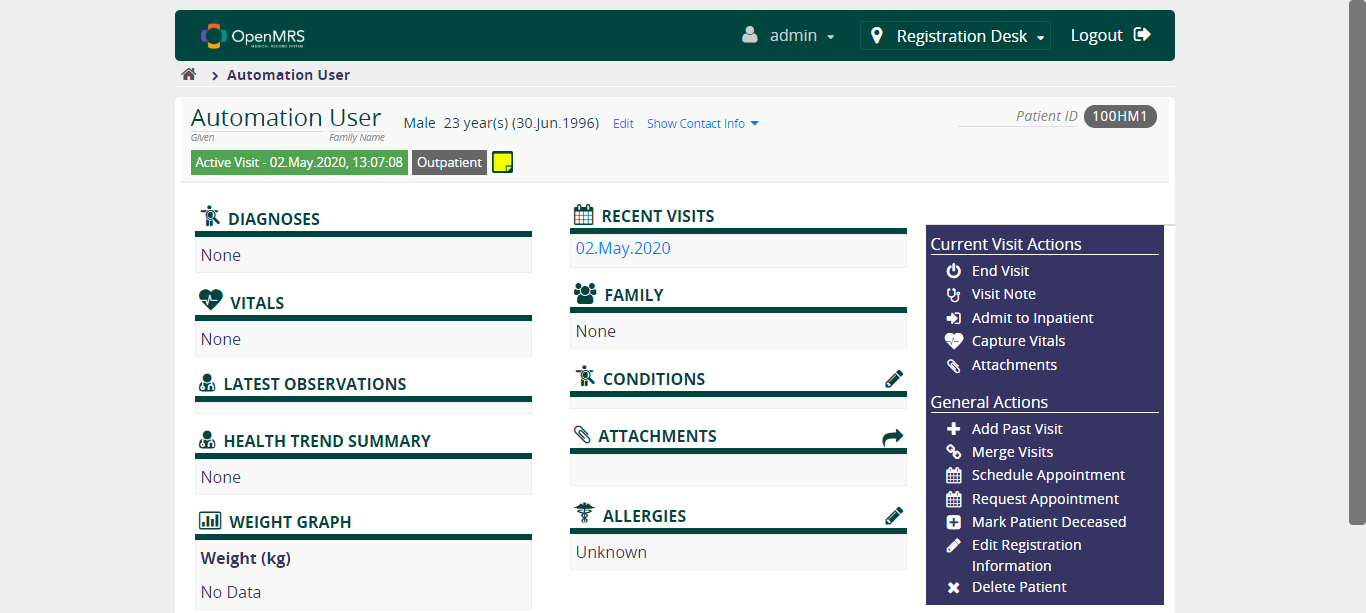 OpenMRS
MEDICAL RECORD SYSTEM
admin
Registration Desk
Logout
Automation User
Automation User
Given
Family Name
Male 23 year(s) (30.Jun.1996)
Edit
Show Contact Info
Patient ID
100HM1
Active Visit - 02.May.2020, 13:07:08
Outpatient
DIAGNOSES
None
VITALS
None
LATEST OBSERVATIONS
HEALTH TREND SUMMARY
None
WEIGHT GRAPH
Weight (kg)
No Data
RECENT VISITS
02.May.2020
FAMILY
None
CONDITIONS
ATTACHMENTS
ALLERGIES
Unknown
Current Visit Actions
End Visit
Visit Note
Admit to Inpatient
Capture Vitals
Attachments
General Actions
Add Past Visit
Merge Visits
Schedule Appointment
Request Appointment
Mark Patient Deceased
Edit Registration
Information
Delete Patient